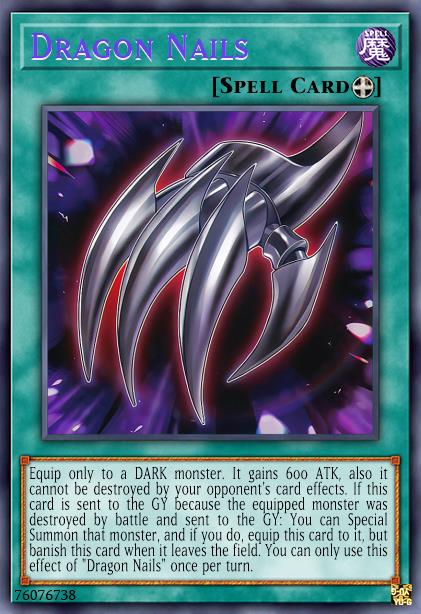 Dragon Nails
SPELL
魔
[Spell Card]
Equip only to a DARK monster. It gains 600 ATK, also it
cannot be destroyed by your opponent's card effects. If this
card is sent to the GY because the equipped monster was
destroyed by battle and sent to the GY: You can Special
Summon that monster, and if you do, equip this card to it, but
banish this card when it leaves the field. You can only use this
effect of "Dragon Nails" once per turn.
76076738